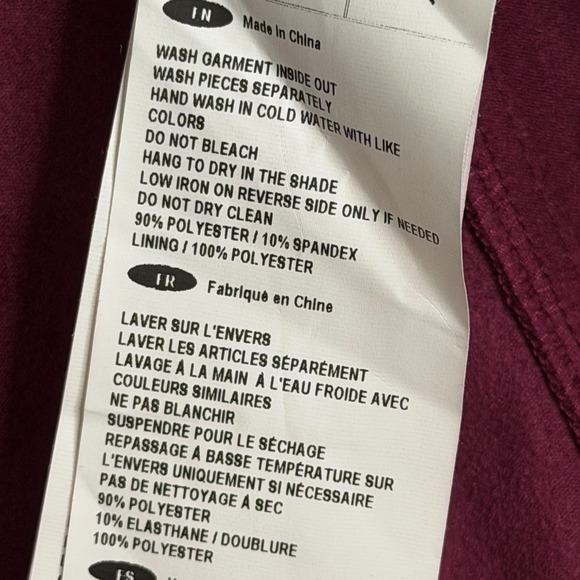 IN Made in China
WASH GARMENT INSIDE OUT
WASH PIECES SEPARATELY
HAND WASH IN COLD WATER WITH LIKE
COLORS
DO NOT BLEACH
HANG TO DRY IN THE SHADE
LOW IRON ON REVERSE SIDE ONLY IF NEEDED
DO NOT DRY CLEAN
90% POLYESTER / 10% SPANDEX
LINING / 100% POLYESTER
FR Fabriqué en Chine
LAVER SUR L'ENVERS
LAVER LES ARTICLES SÉPARÉMENT
LAVAGE À LA MAIN À L'EAU FROIDE AVEC
COULEURS SIMILAIRES
NE PAS BLANCHIR
SUSPENDRE POUR LE SÉCHAGE
REPASSAGE À BASSE TEMPÉRATURE SUR
L'ENVERS UNIQUEMENT SI NÉCESSAIRE
PAS DE NETTOYAGE À SEC
90% POLYESTER
10% ELASTHANE / DOUBLURE
100% POLYESTER
ES